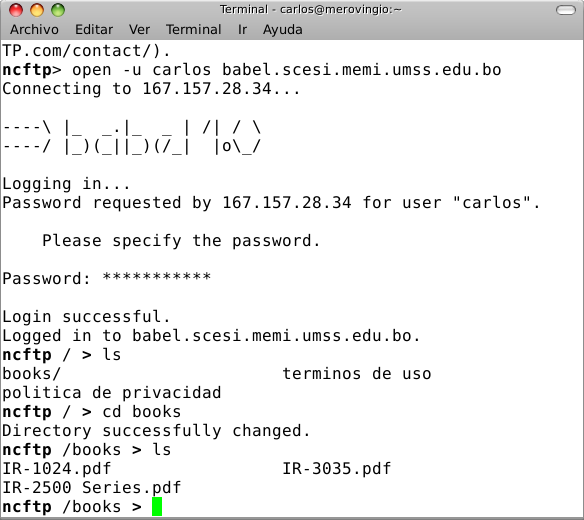 Terminal - carlos@merovingio:~
Archivo Editar Ver Terminal Ir Ayuda
TP.com/contact/).
ncftp> open -u carlos babel.scesi.memi.umss.edu.bo
Connecting to 167.157.28.34...
----\ |_  _.|_  _ | /| / \
----/ |_)(_||_)(/_|  |o\_/
Logging in...
Password requested by 167.157.28.34 for user "carlos".
    Please specify the password.
Password: ***********
Login successful.
Logged in to babel.scesi.memi.umss.edu.bo.
ncftp / > ls
books/                      terminos de uso
politica de privacidad
ncftp / > cd books
Directory successfully changed.
ncftp /books > ls
IR-1024.pdf                 IR-3035.pdf
IR-2500 Series.pdf
ncftp /books >